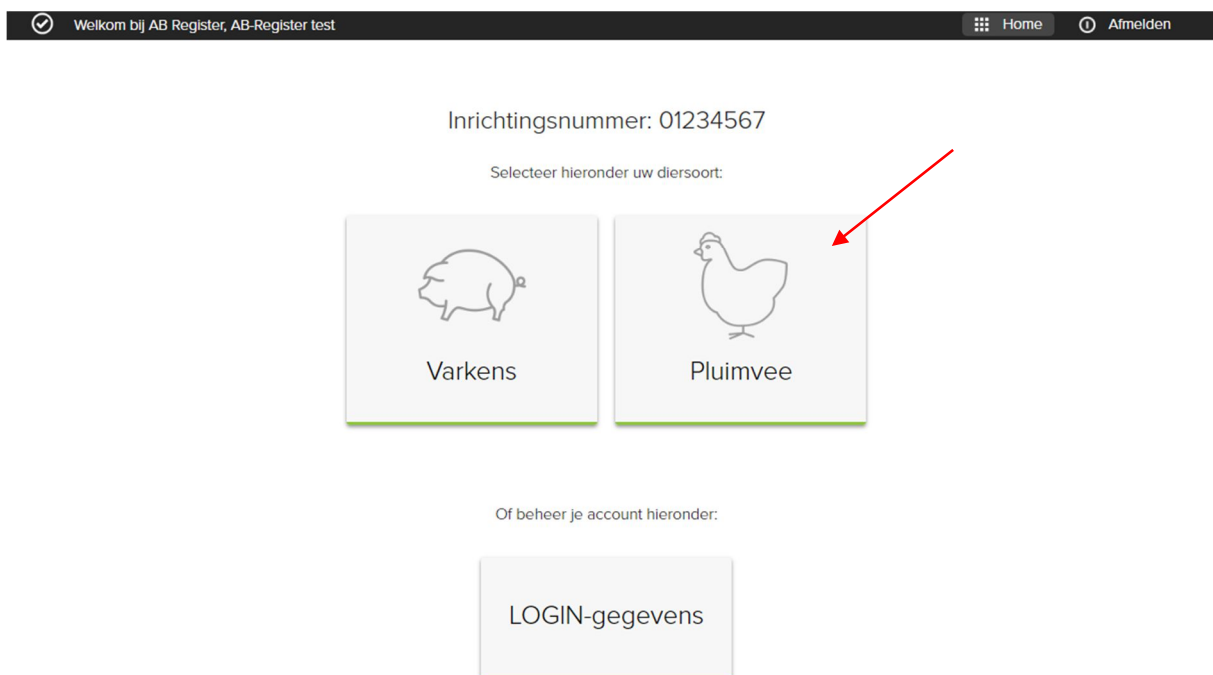 Welkom bij AB Register, AB-Register test
Home
Afmelden
Inrichtingsnummer: 01234567
Selecteer hieronder uw diersoort:
Varkens
Pluimvee
Of beheer je account hieronder:
LOGIN-gegevens